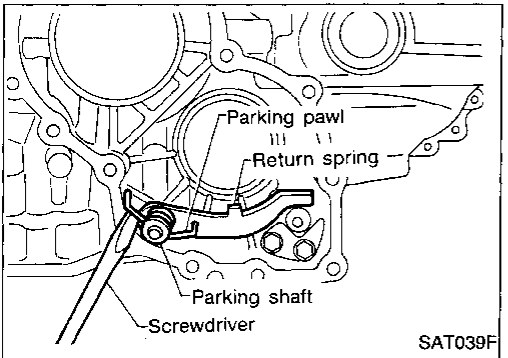 Parking pawl
Return spring
Parking shaft
Screwdriver
SAT039F